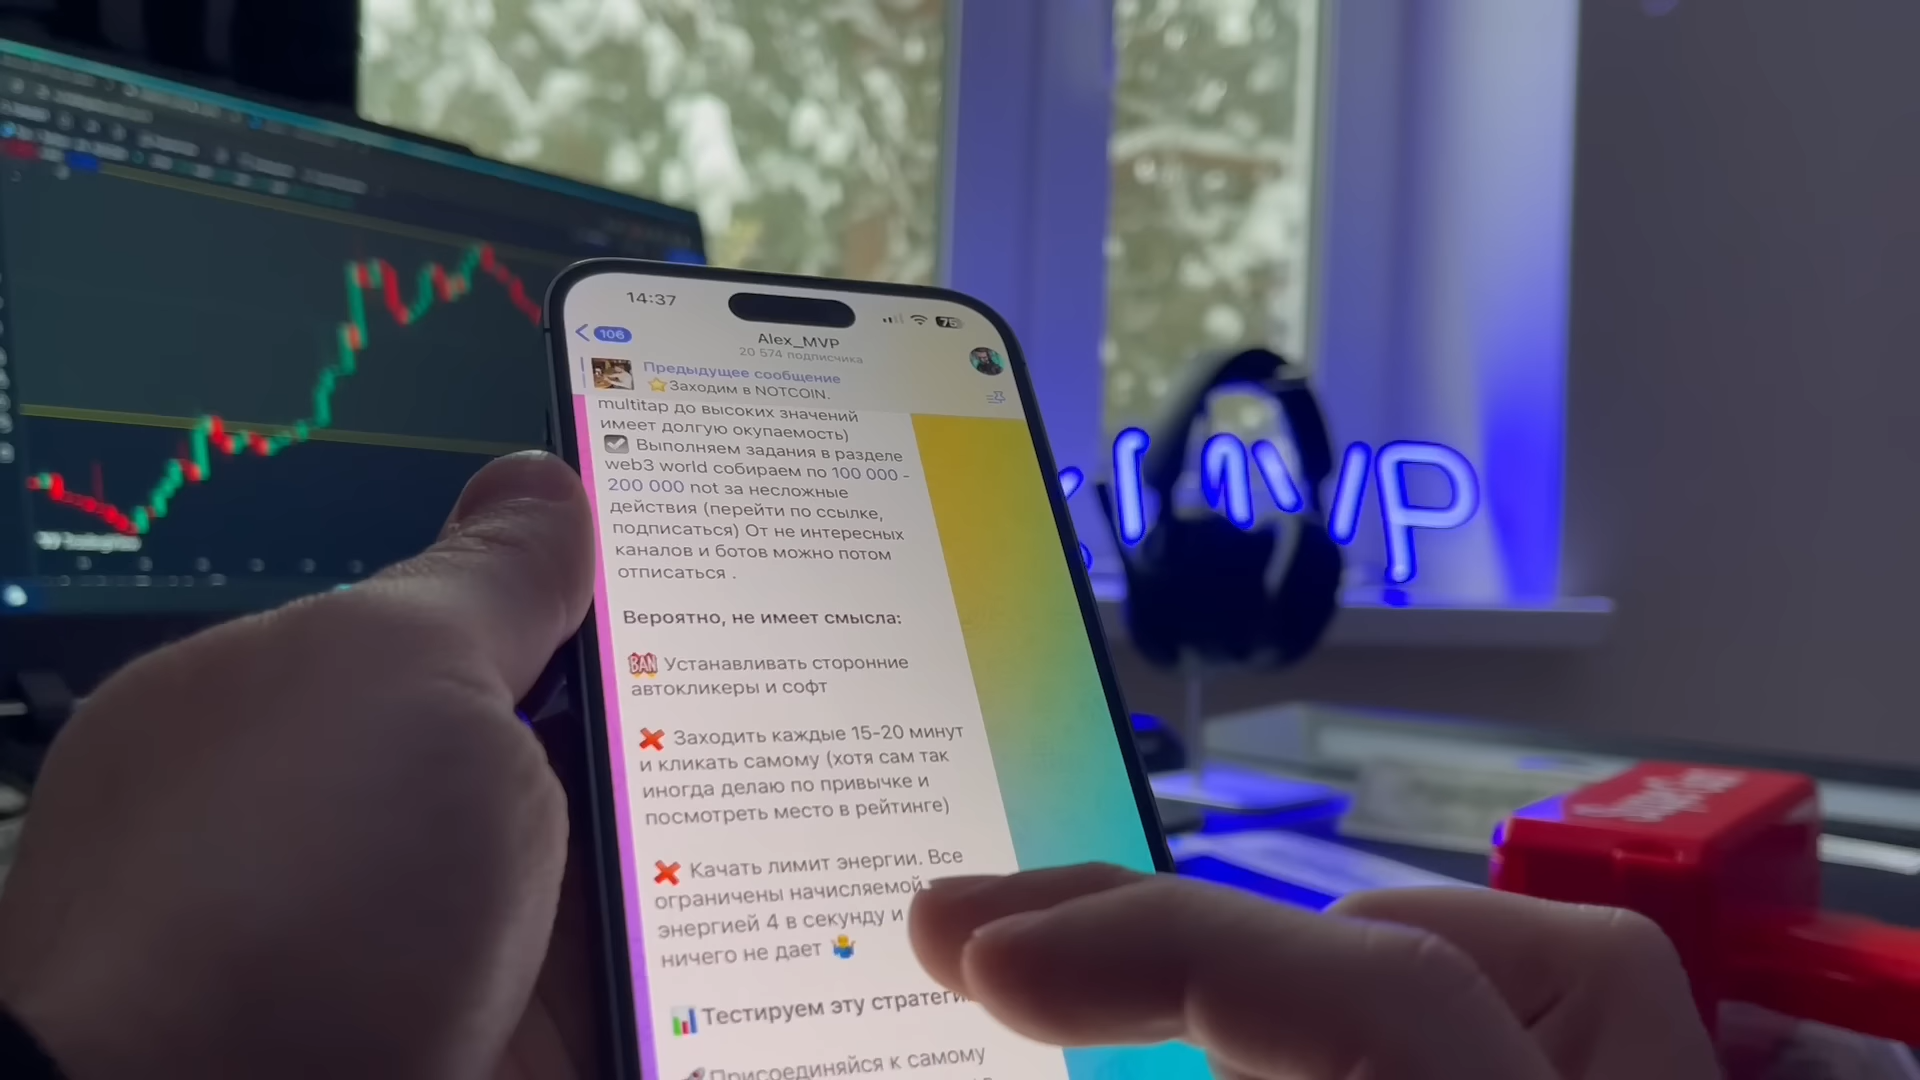 14:37
76
106
Alex_MVP
20 574 подписчика
Предыдущее сообщение
⭐Заходим в NOTCOIN.
multitap до высоких значений
имеет долгую окупаемость)
☑️ Выполняем задания в разделе
web3 world собираем по 100 000 -
200 000 not за несложные
действия (перейти по ссылке,
подписаться) От не интересных
каналов и ботов можно потом
отписаться .
Вероятно, не имеет смысла:
BAN Устанавливать сторонние
автокликеры и софт
❌ Заходить каждые 15-20 минут
и кликать самому (хотя сам так
иногда делаю по привычке и
посмотреть место в рейтинге)
❌ Качать лимит энергии. Все
ограничены начисляемой
энергией 4 в секунду и
ничего не дает 🤷‍♂️
📊 Тестируем эту
🚀 Присоединяйся к самому
MVP